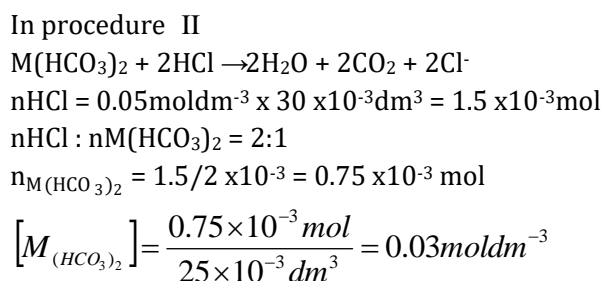 In procedure II
M(HCO₃)₂ + 2HCl →2H₂O + 2CO₂ + 2Cl⁻
nHCl = 0.05moldm⁻³ x 30 x10⁻³dm³ = 1.5 x10⁻³mol
nHCl : nM(HCO₃)₂ = 2:1
n_M(HCO₃)₂ = 1.5/2 x10⁻³ = 0.75 x10⁻³ mol
[M_(HCO₃)₂] = 0.75×10⁻³ mol / 25×10⁻³ dm³ = 0.03moldm⁻³